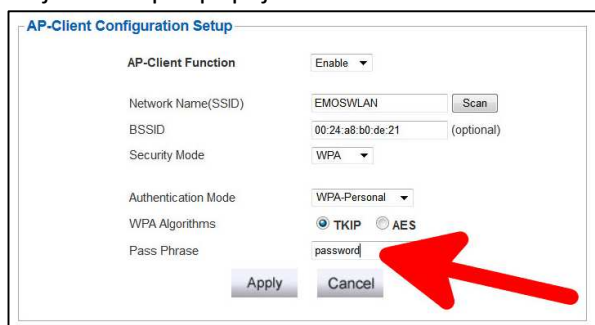 AP-Client Configuration Setup
AP-Client Function Enable
Network Name(SSID) EMOSWLAN Scan
BSSID 00:24:a8:b0:de:21 (optional)
Security Mode WPA
Authentication Mode WPA-Personal
WPA Algorithms TKIP AES
Pass Phrase password
Apply Cancel